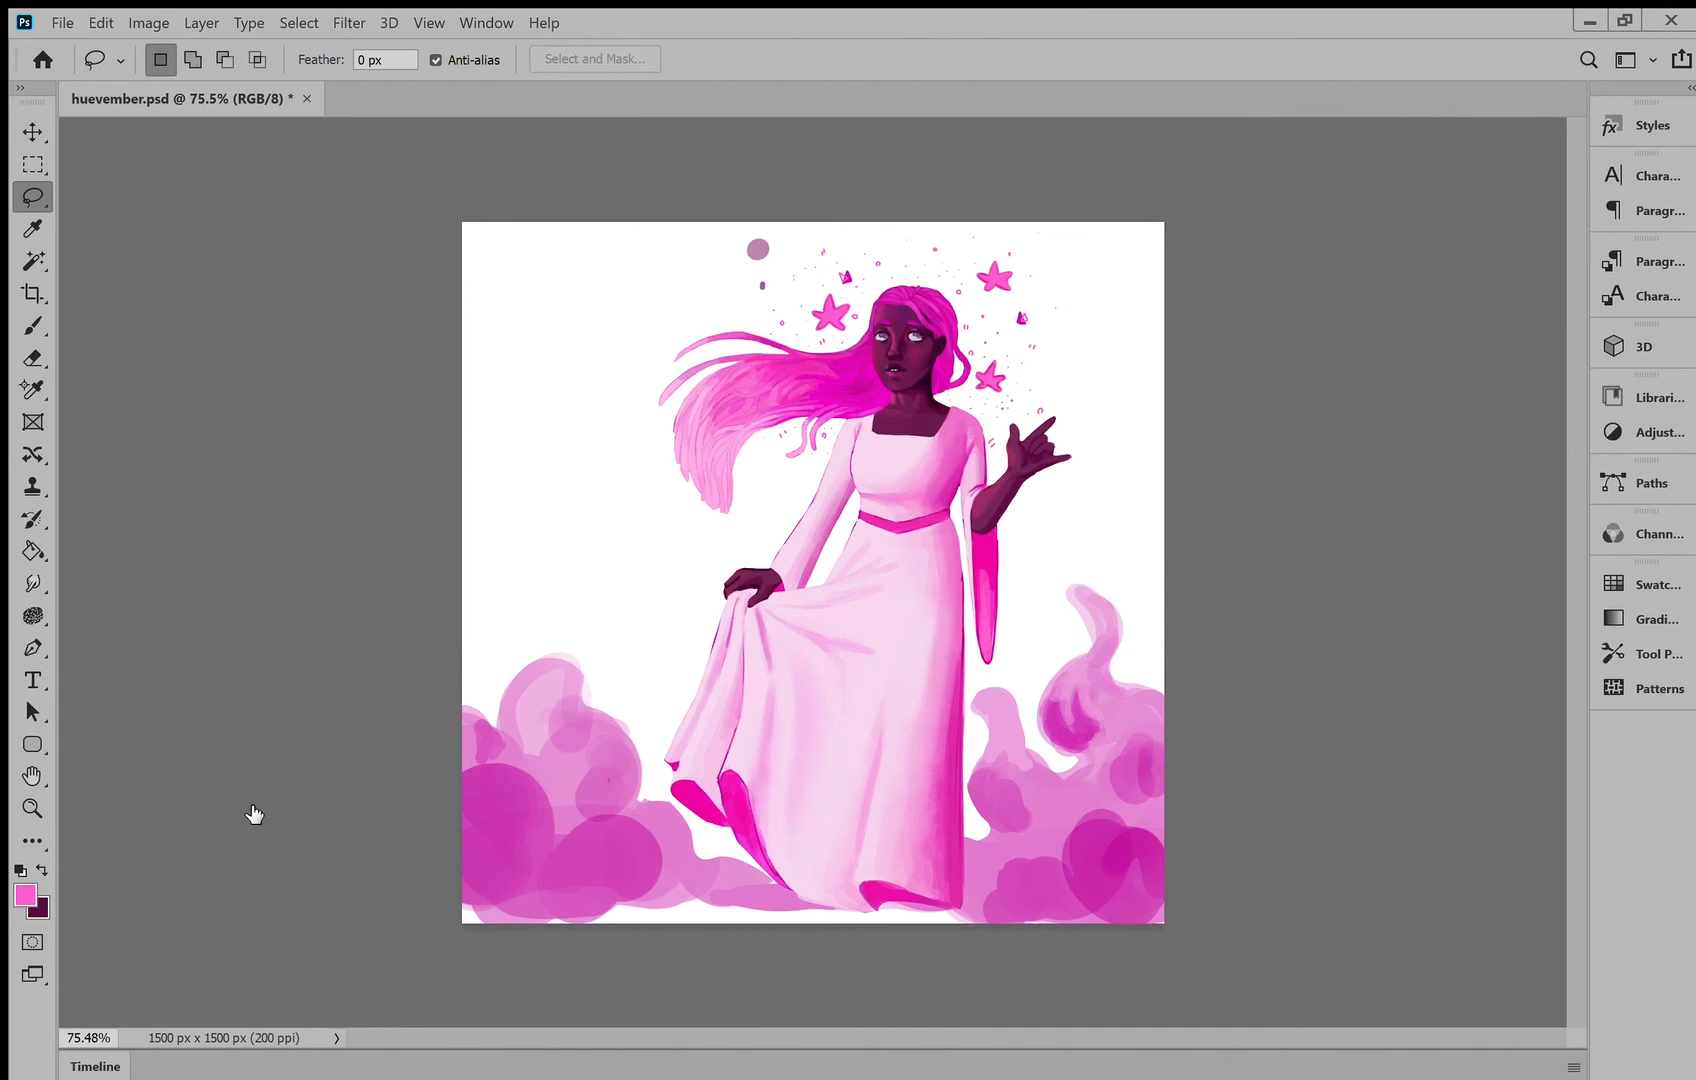 Ps File Edit Image Layer Type Select Filter 3D View Window Help
Feather: 0 px Anti-alias Select and Mask...
huevember.psd @ 75.5% (RGB/8) * ×
Styles
Chara...
Paragr...
Paragr...
Chara...
3D
Librari...
Adjust...
Paths
Chann...
Swatc...
Gradi...
Tool P...
Patterns
75.48% 1500 px x 1500 px (200 ppi)
Timeline